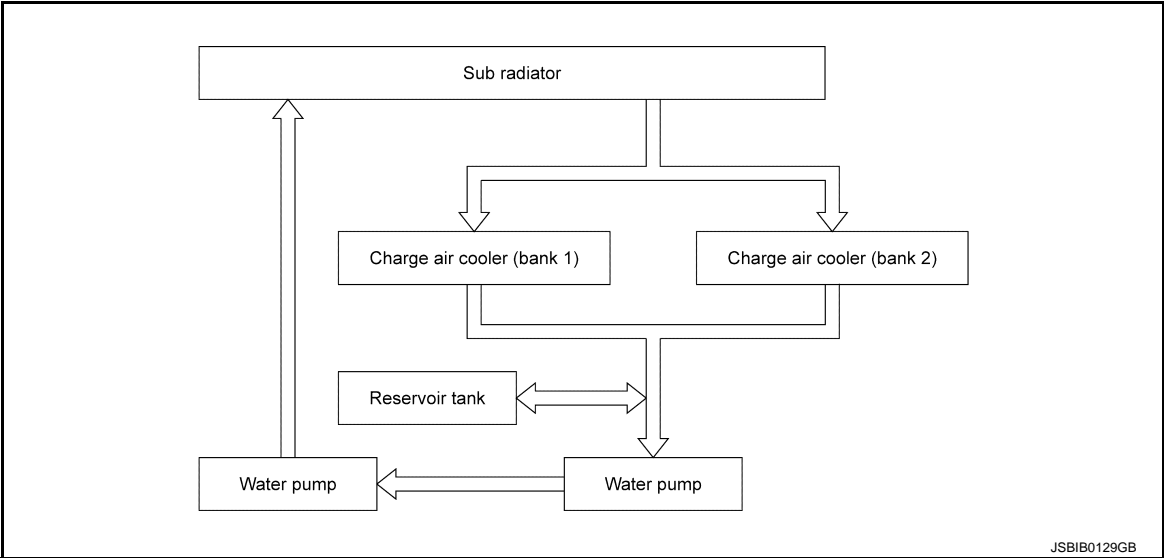 Sub radiator
Charge air cooler (bank 1)
Charge air cooler (bank 2)
Reservoir tank
Water pump
Water pump
JSBIB0129GB